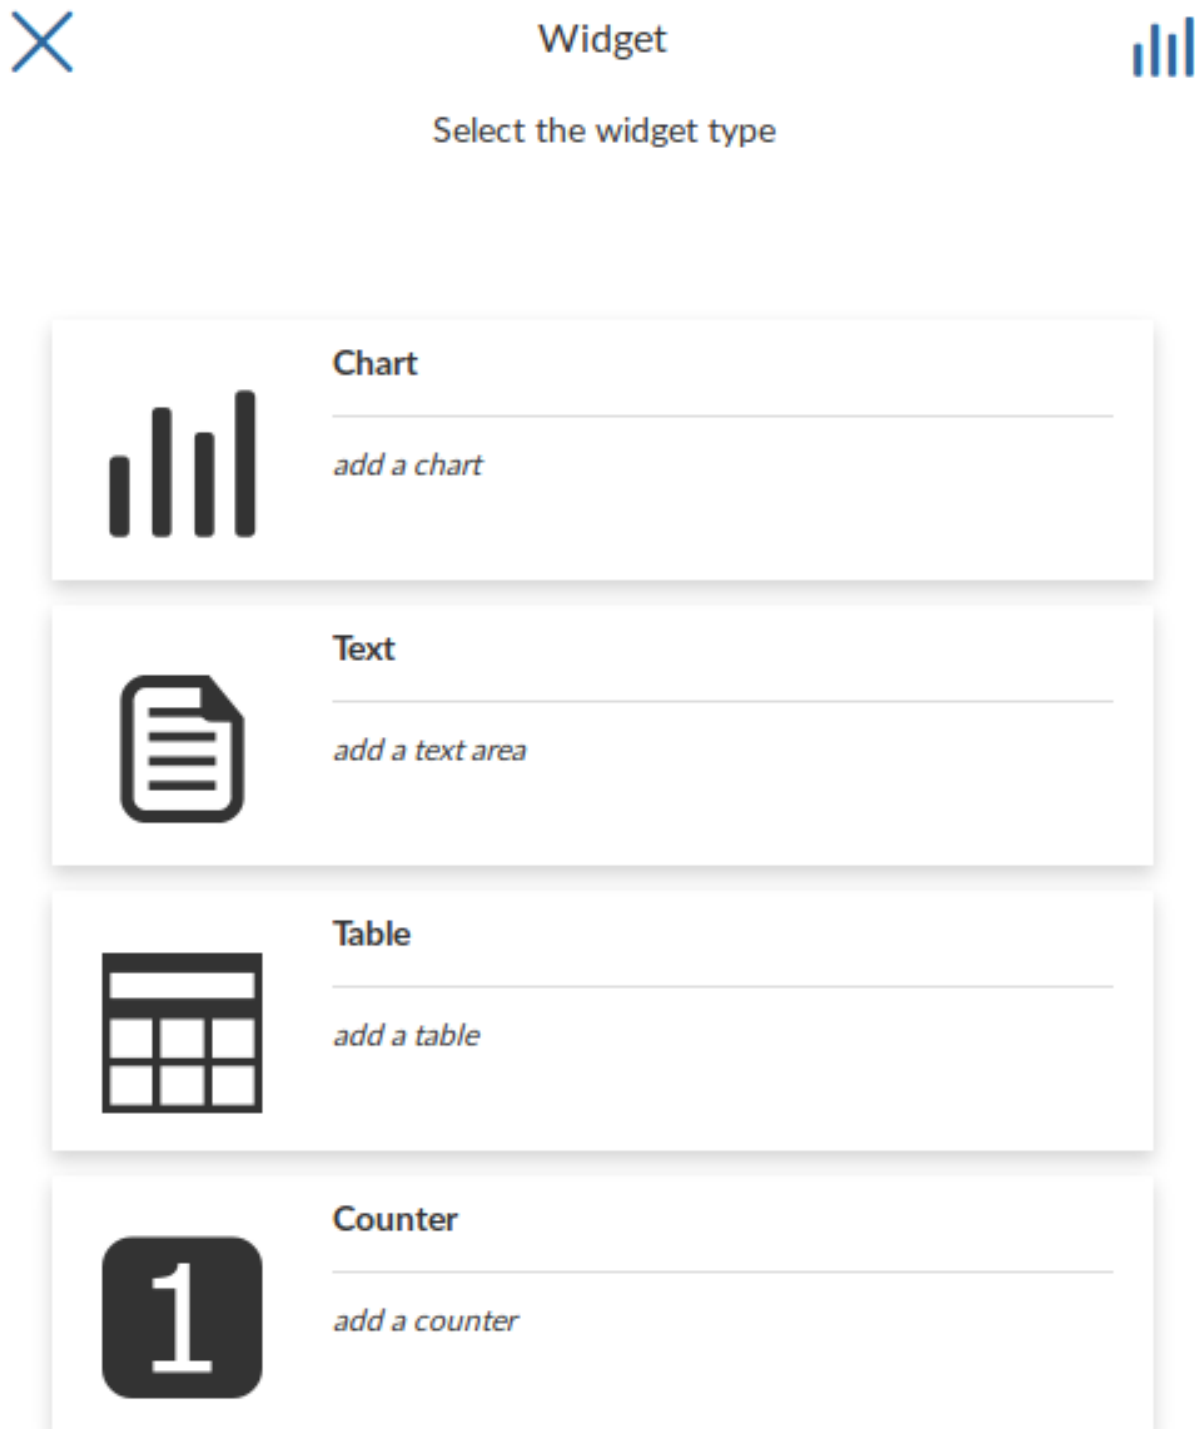 Widget
Select the widget type
Chart
add a chart
Text
add a text area
Table
add a table
Counter
1
add a counter